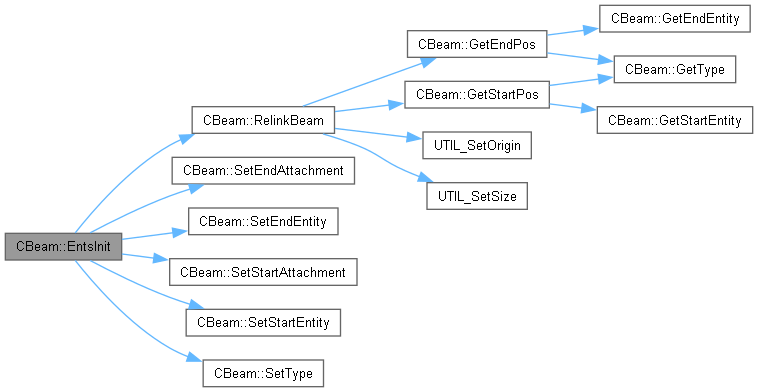 CBeam::GetEndEntity
CBeam::GetEndPos
CBeam::GetType
CBeam::GetStartPos
CBeam::RelinkBeam
CBeam::GetStartEntity
UTIL_SetOrigin
CBeam::SetEndAttachment
UTIL_SetSize
CBeam::SetEndEntity
CBeam::EntsInit
CBeam::SetStartAttachment
CBeam::SetStartEntity
CBeam::SetType